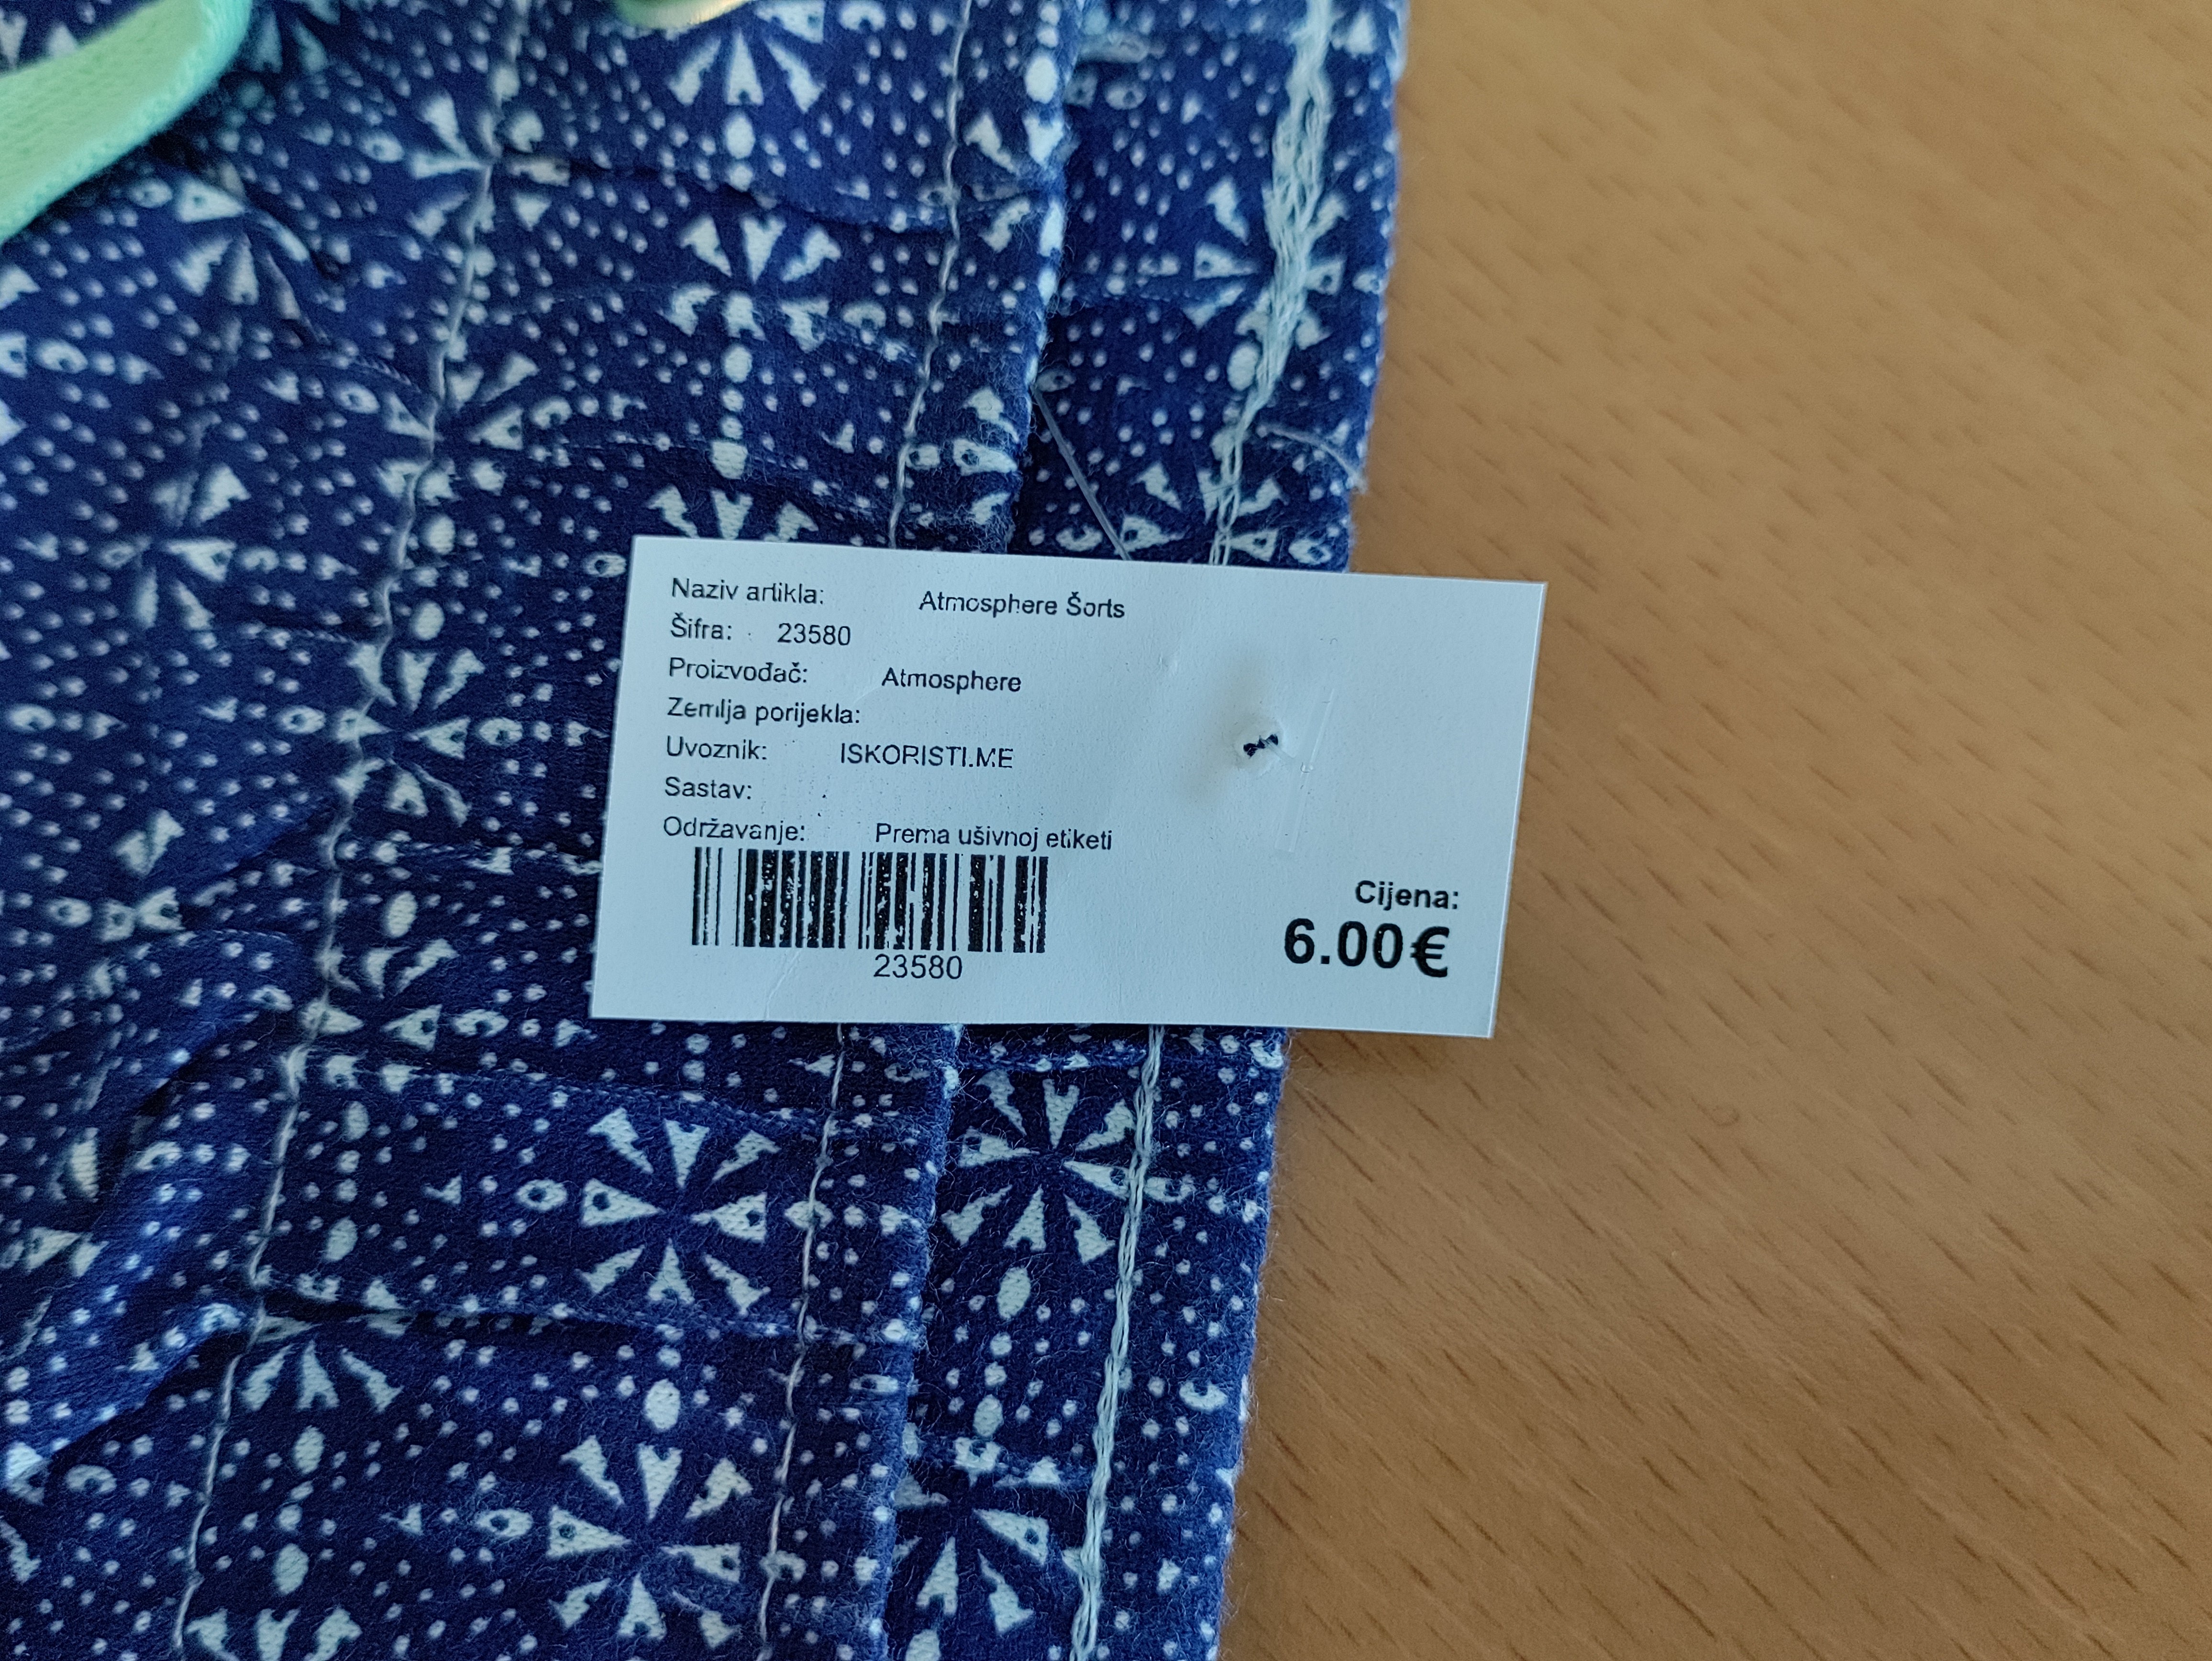 Naziv artikla: Atmosphere Šorts
Šifra: 23580
Proizvođač: Atmosphere
Zemlja porijekla:
Uvoznik: ISKORISTI.ME
Sastav:
Održavanje: Prema ušivnoj etiketi
23580
Cijena:
6.00€